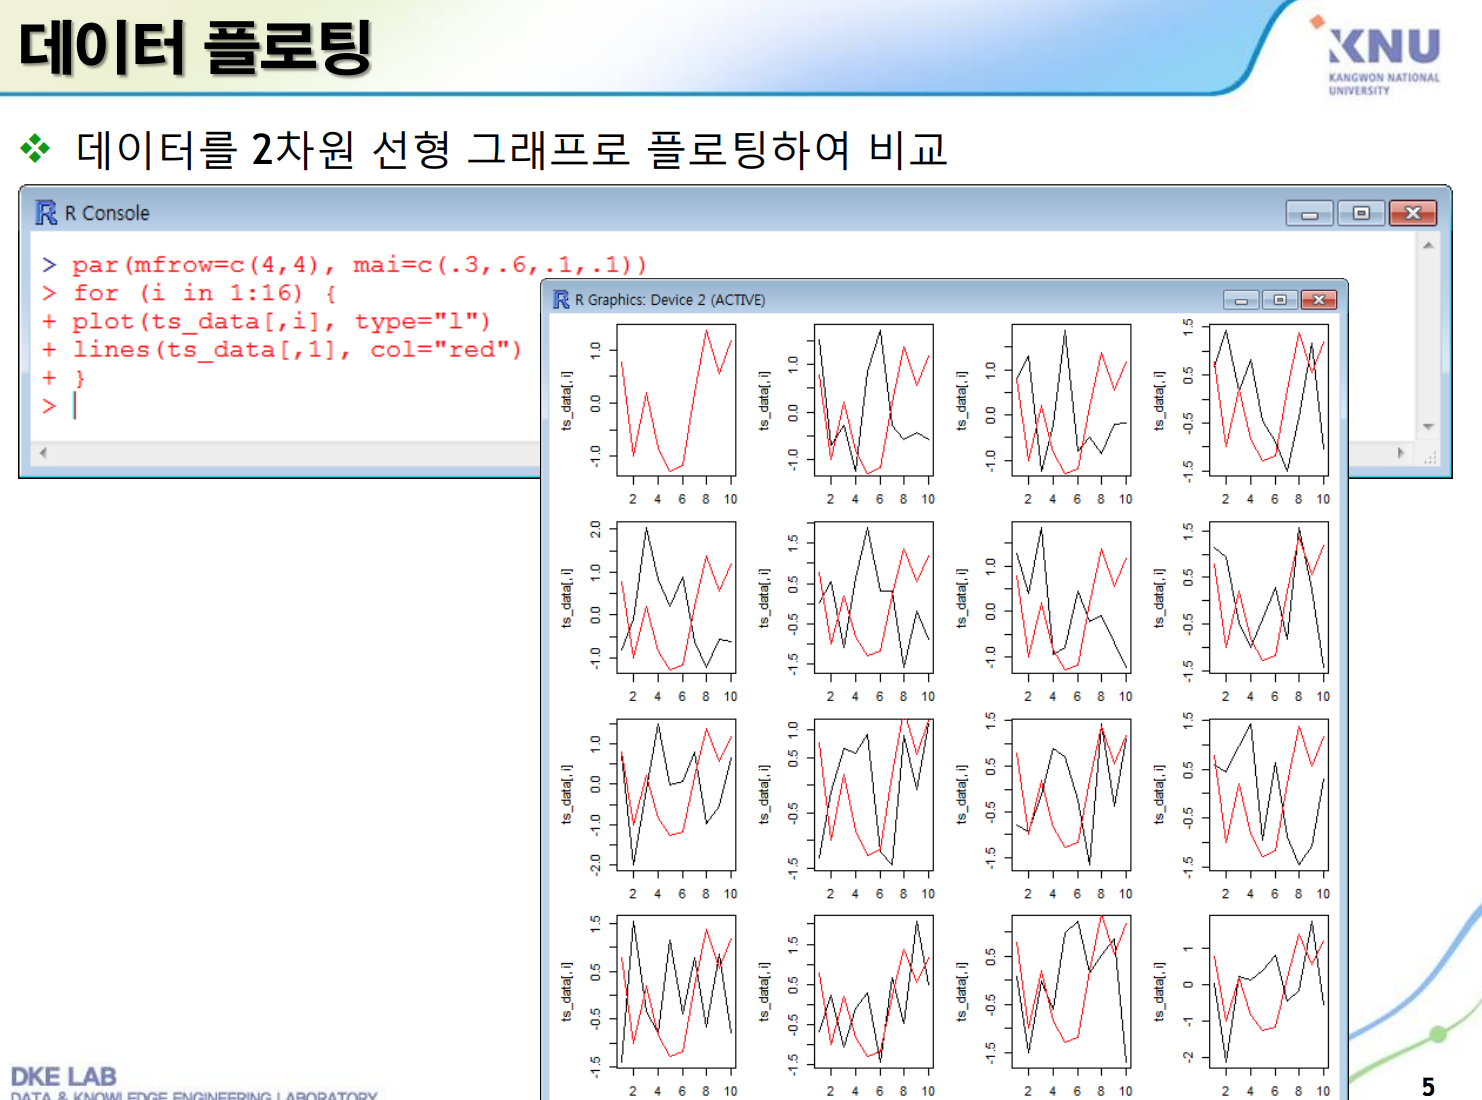 데이터 플로팅
KNU
KANGWON NATIONAL
UNIVERSITY
데이터를 2차원 선형 그래프로 플로팅하여 비교
R Console
> par(mfrow=c(4,4), mai=c(.3,.6,.1,.1))
> for (i in 1:16) {
+ plot(ts_data[,i], type="l")
+ lines(ts_data[,1], col="red")
+ }
>
R Graphics: Device 2 (ACTIVE)
ts_data[, i] -1.0 0.0 1.0
2 4 6 8 10
ts_data[, i] -1.0 0.0 1.0
2 4 6 8 10
ts_data[, i] -1.0 0.0 1.0
2 4 6 8 10
ts_data[, i] -1.5 -0.5 0.5 1.5
2 4 6 8 10
ts_data[, i] -1.0 0.0 1.0 2.0
2 4 6 8 10
ts_data[, i] -1.5 -0.5 0.5 1.5
2 4 6 8 10
ts_data[, i] -1.0 0.0 1.0
2 4 6 8 10
ts_data[, i] -1.5 -0.5 0.5 1.5
2 4 6 8 10
ts_data[, i] -2.0 -1.0 0.0 1.0
2 4 6 8 10
ts_data[, i] -1.5 -0.5 0.5 1.0
2 4 6 8 10
ts_data[, i] -1.5 -0.5 0.5 1.5
2 4 6 8 10
ts_data[, i] -1.5 -0.5 0.5 1.5
2 4 6 8 10
ts_data[, i] -1.5 -0.5 0.5 1.5
2 4 6 8 10
ts_data[, i] -1.5 -0.5 0.5 1.5
2 4 6 8 10
ts_data[, i] -1.5 -0.5 0.5
2 4 6 8 10
ts_data[, i] -2 -1 0 1
2 4 6 8 10
DKE LAB
DATA & KNOWLEDGE ENGINEERING LABORATORY
5